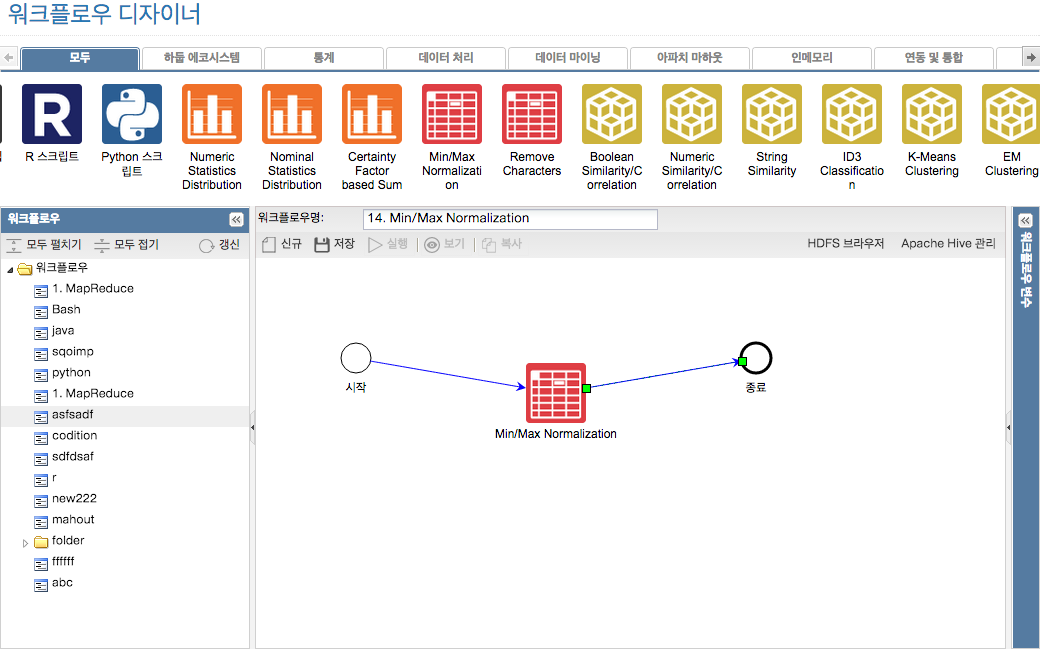 워크플로우 디자이너
모두
하둡 에코시스템
통계
데이터 처리
데이터 마이닝
아파치 마하웃
인메모리
연동 및 통합
R 스크립트
Python 스크
립트
Numeric
Statistics
Distribution
Nominal
Statistics
Distribution
Certainty
Factor
based Sum
Min/Max
Normalizati
on
Remove
Characters
Boolean
Similarity/C
orrelation
Numeric
Similarity/C
orrelation
String
Similarity
ID3
Classificatio
n
K-Means
Clustering
EM
Clustering
워크플로우
모두 펼치기
모두 접기
갱신
워크플로우
1. MapReduce
Bash
java
sqoimp
python
1. MapReduce
asfsadf
codition
sdfdsaf
r
new222
mahout
folder
ffffff
abc
워크플로우명:
14. Min/Max Normalization
신규
저장
실행
보기
복사
HDFS 브라우저
Apache Hive 관리
시작
Min/Max Normalization
종료
워크플로우 변수